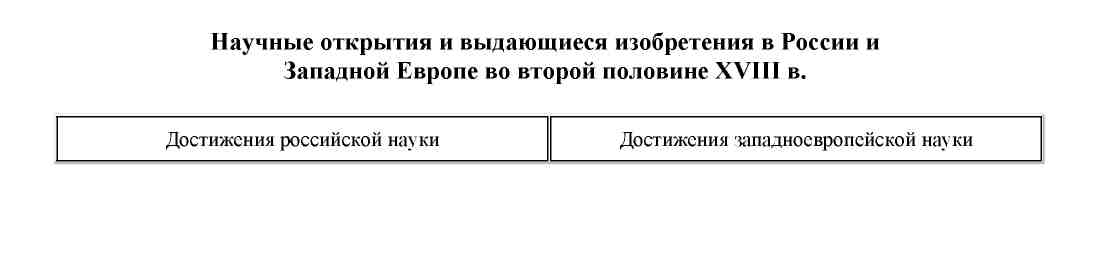 Научные открытия и выдающиеся изобретения в России и
Западной Европе во второй половине XVIII в.
Достижения российской науки
Достижения западноевропейской науки